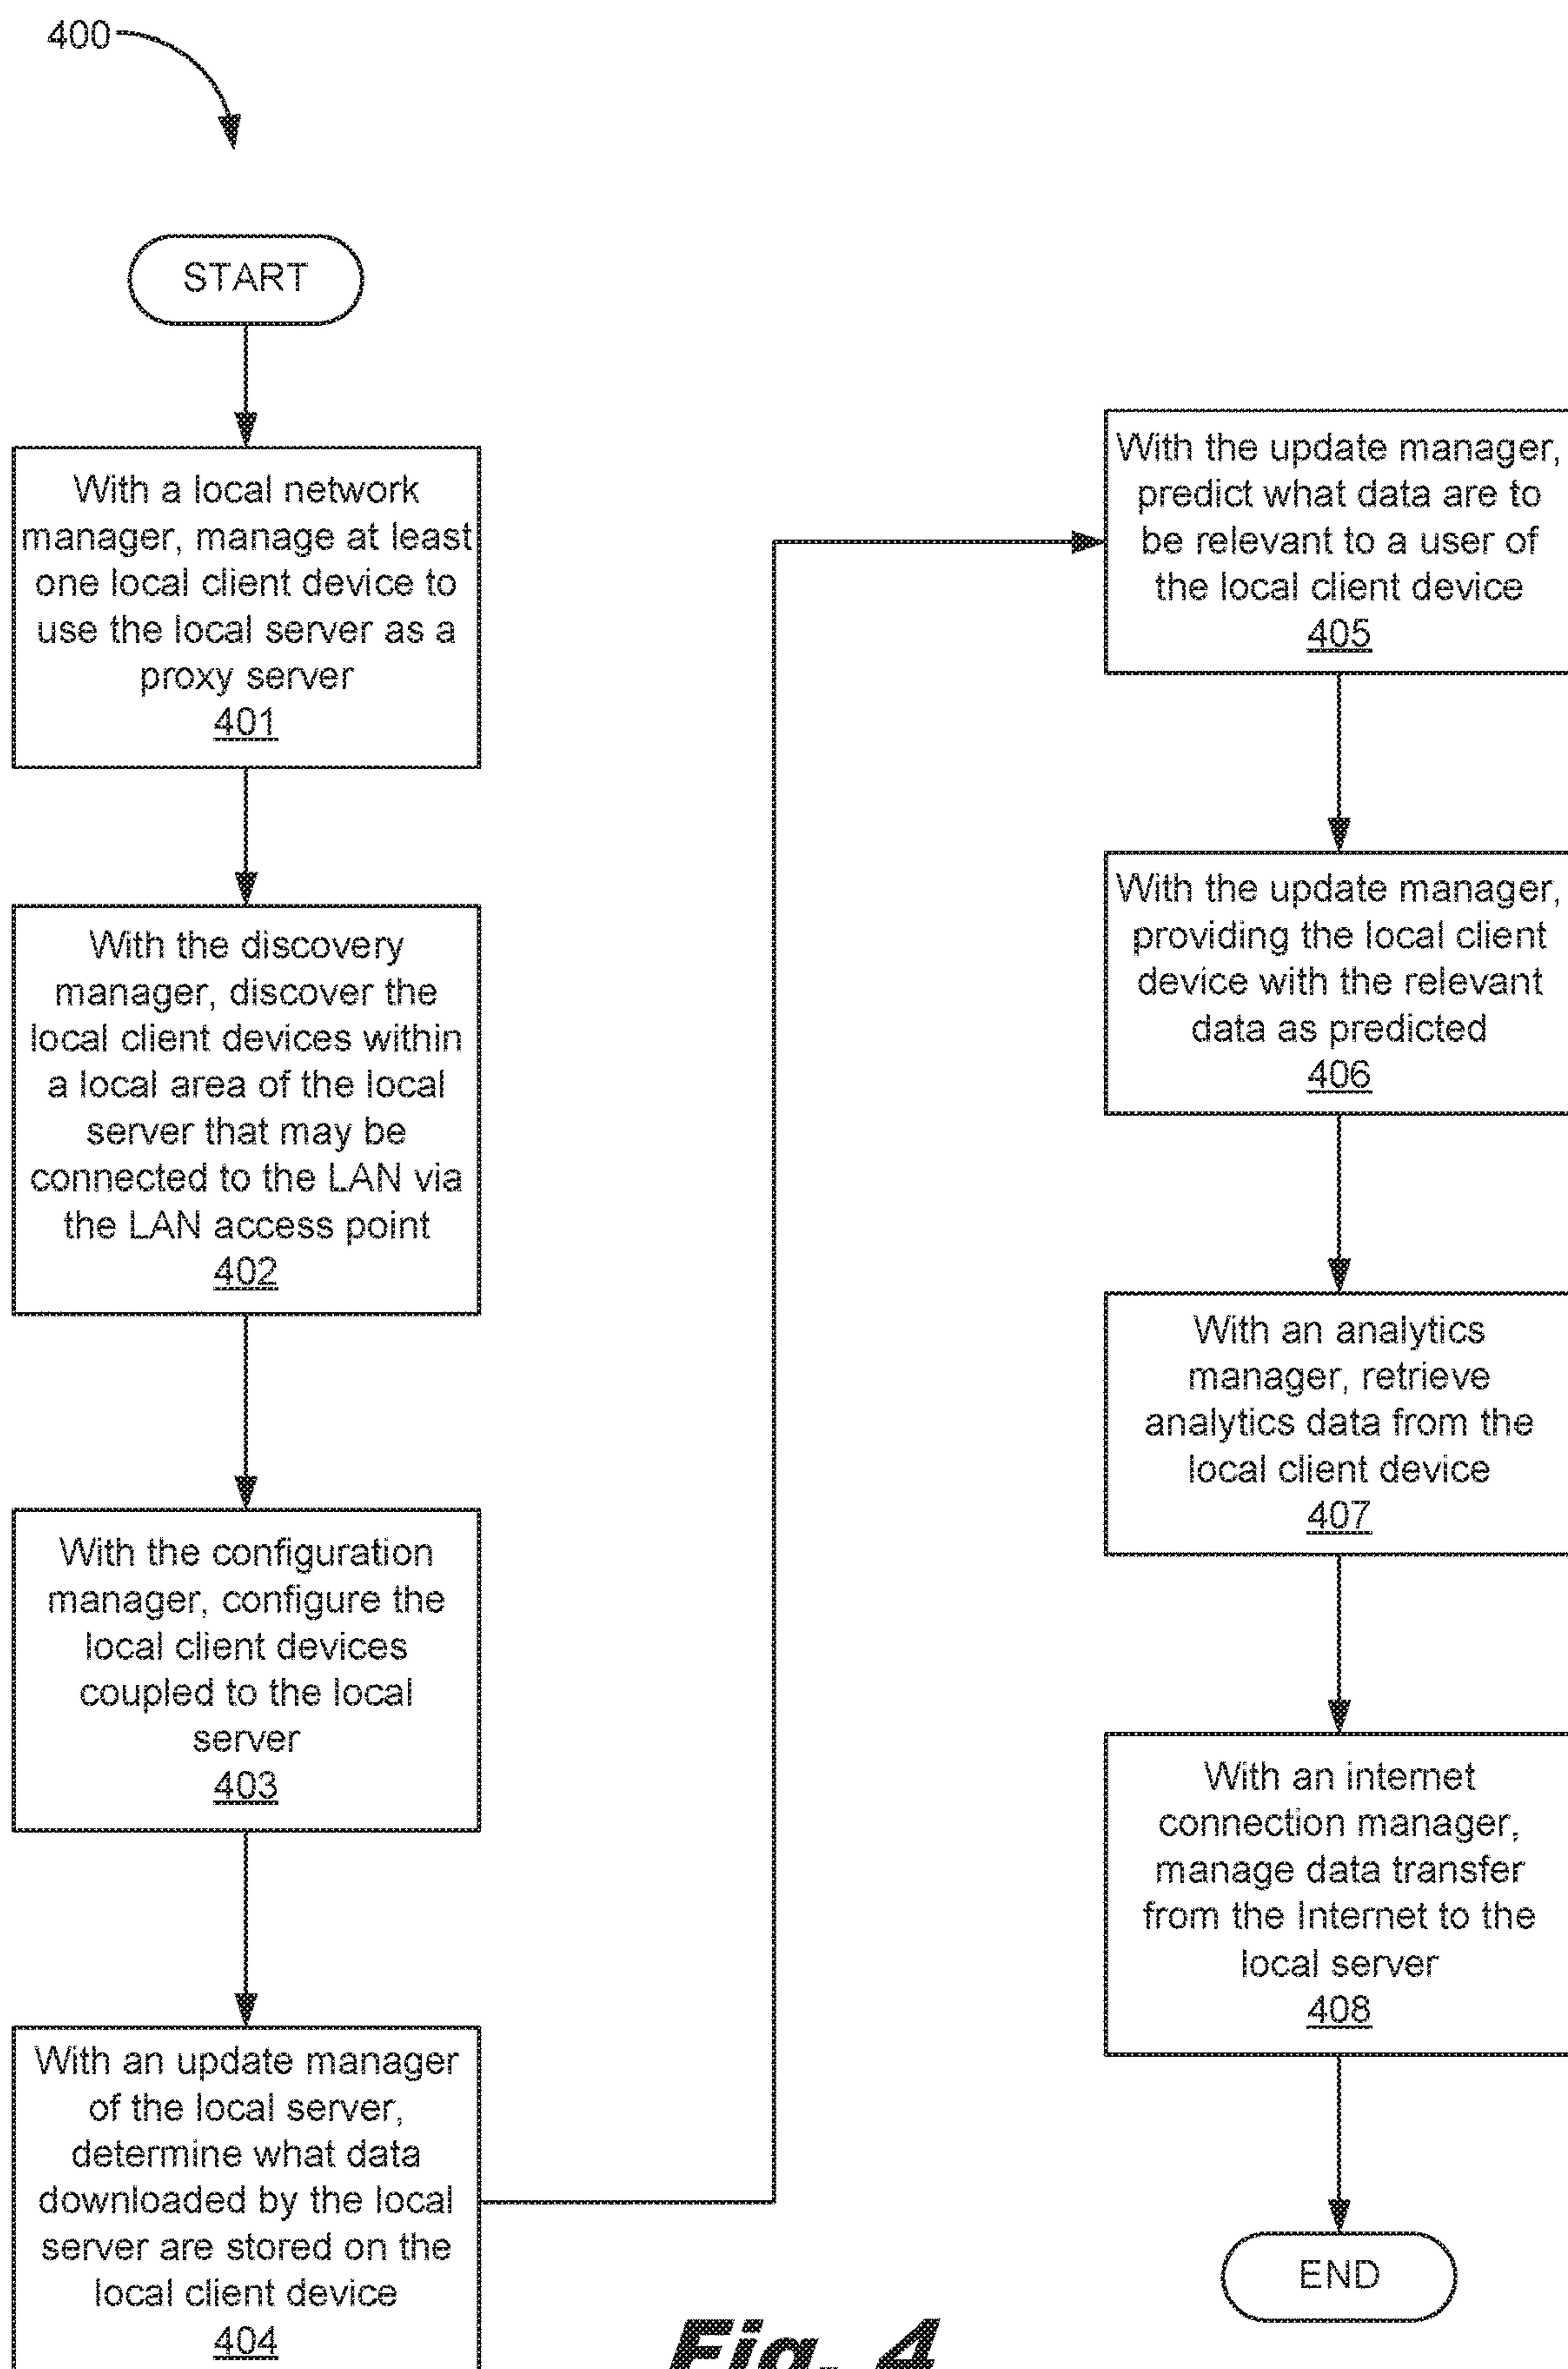 400
START
With a local network
manager, manage at least
one local client device to
use the local server as a
proxy server
401
With the discovery
manager, discover the
local client devices within
a local area of the local
server that may be
connected to the LAN via
the LAN access point
402
With the configuration
manager, configure the
local client devices
coupled to the local
server
403
With an update manager
of the local server,
determine what data
downloaded by the local
server are stored on the
local client device
404
With the update manager,
predict what data are to
be relevant to a user of
the local client device
405
With the update manager,
providing the local client
device with the relevant
data as predicted
406
With an analytics
manager, retrieve
analytics data from the
local client device
407
With an internet
connection manager,
manage data transfer
from the Internet to the
local server
408
END
Fig. 4